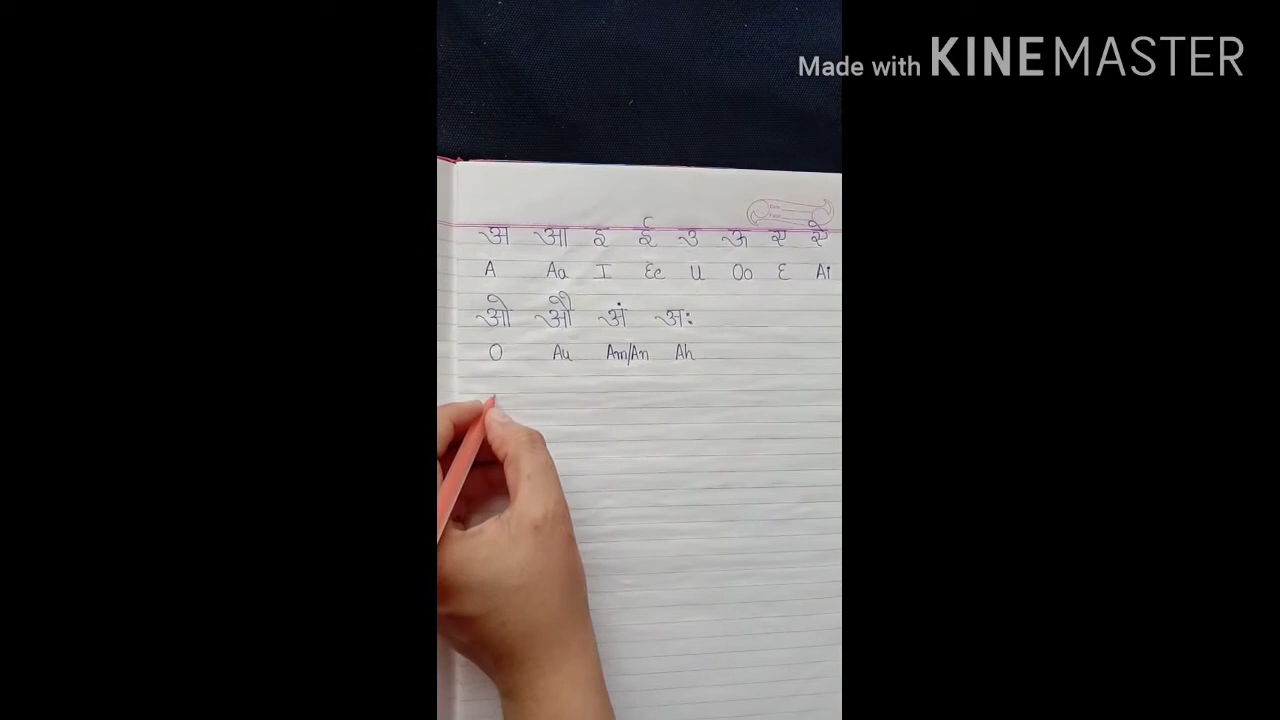 Made with KINEMASTER
अ आ इ ई उ ऊ ए ऐ
A Aa I Ee U Oo E Ai
ओ औ अं अः
O Au Am/An Ah